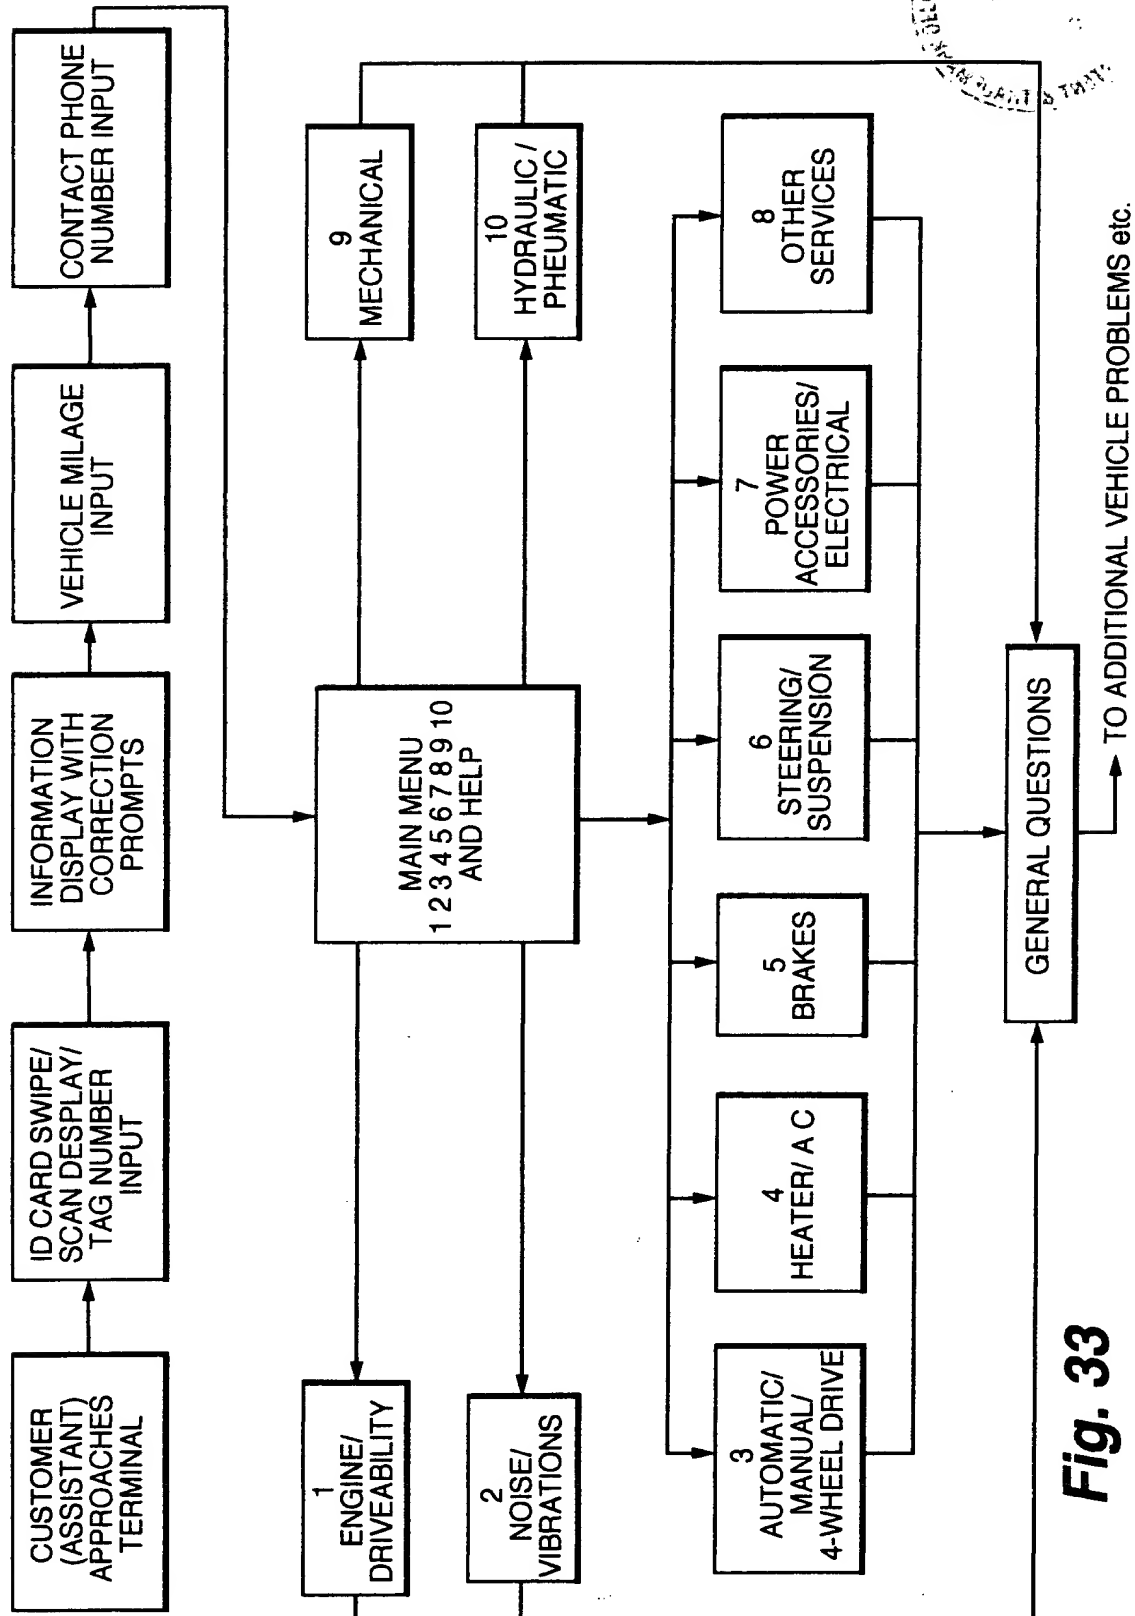 CUSTOMER
(ASSISTANT)
APPROACHES
TERMINAL
ID CARD SWIPE/
SCAN DESPLAY/
TAG NUMBER
INPUT
INFORMATION
DISPLAY WITH
CORRECTION
PROMPTS
VEHICLE MILAGE
INPUT
CONTACT PHONE
NUMBER INPUT
MAIN MENU
1 2 3 4 5 6 7 8 9 10
AND HELP
1
ENGINE/
DRIVEABILITY
2
NOISE/
VIBRATIONS
9
MECHANICAL
10
HYDRAULIC /
PHEUMATIC
3
AUTOMATIC/
MANUAL/
4-WHEEL DRIVE
4
HEATER/ A C
5
BRAKES
6
STEERING/
SUSPENSION
7
POWER
ACCESSORIES/
ELECTRICAL
8
OTHER
SERVICES
GENERAL QUESTIONS
TO ADDITIONAL VEHICLE PROBLEMS etc.
Fig. 33